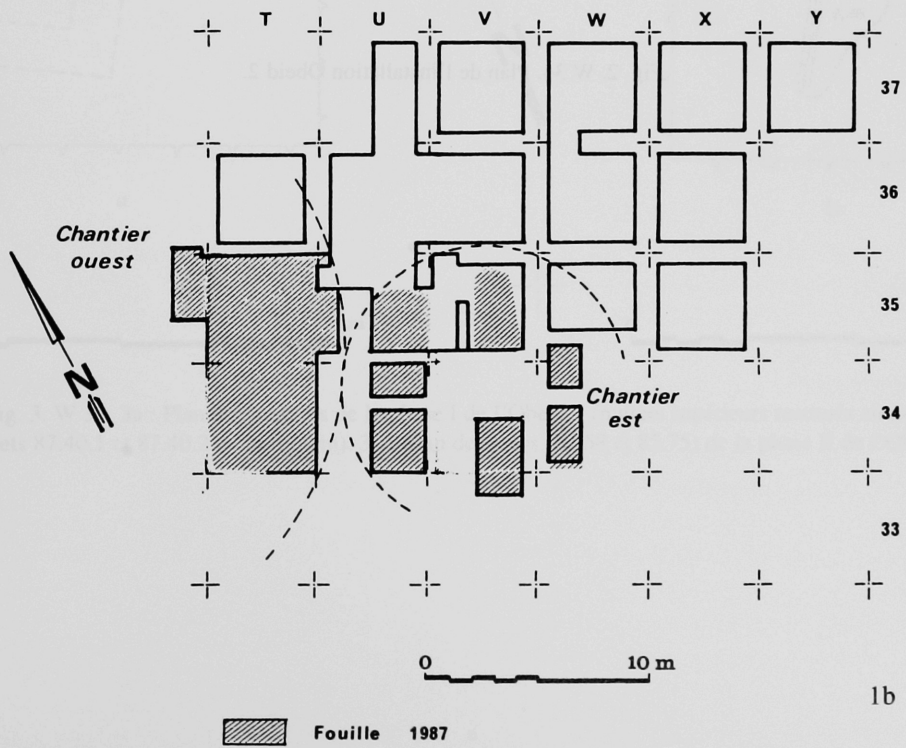 T U V W X Y
37
36
Chantier
ouest
35
N
34
Chantier
est
33
0 10 m
1b
Fouille 1987